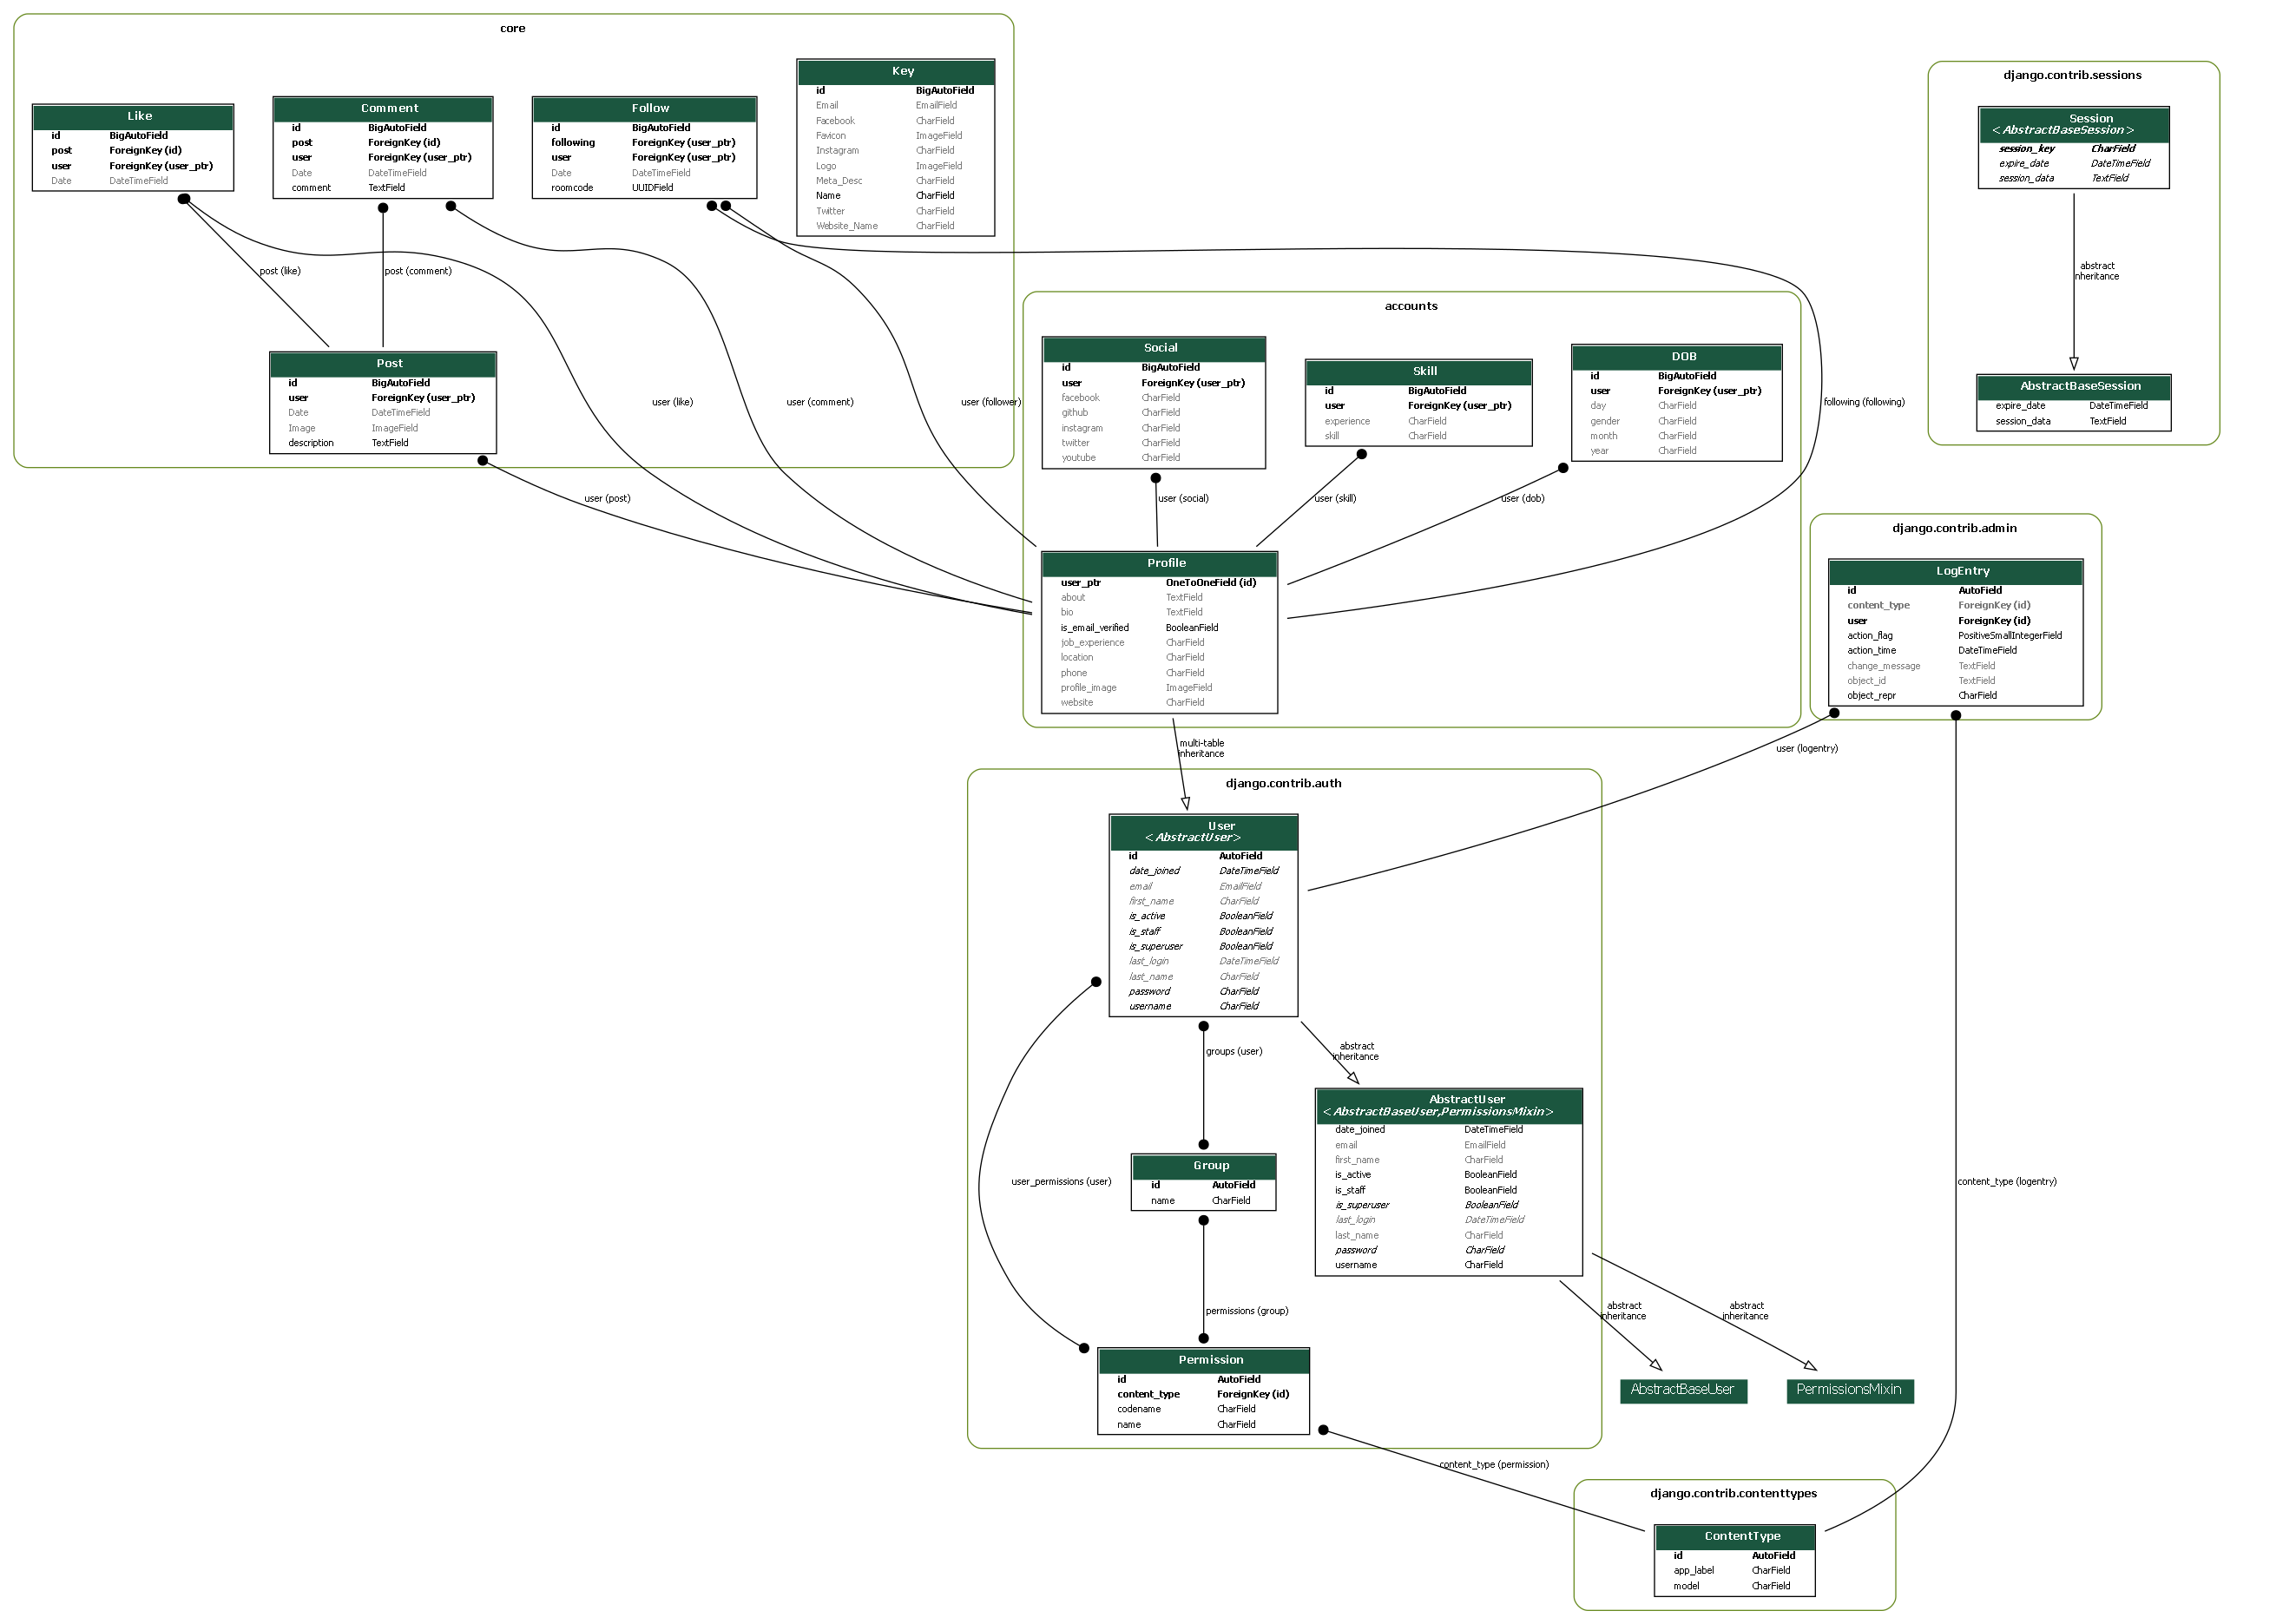 core
Like
id BigAutoField
post ForeignKey (id)
user ForeignKey (user_ptr)
Date DateTimeField
Comment
id BigAutoField
post ForeignKey (id)
user ForeignKey (user_ptr)
Date DateTimeField
comment TextField
Follow
id BigAutoField
following ForeignKey (user_ptr)
user ForeignKey (user_ptr)
Date DateTimeField
roomcode UUIDField
Key
id BigAutoField
Email EmailField
Facebook CharField
Favicon ImageField
Instagram CharField
Logo ImageField
Meta_Desc CharField
Name CharField
Twitter CharField
Website_Name CharField
post (like)
post (comment)
Post
id BigAutoField
user ForeignKey (user_ptr)
Date DateTimeField
Image ImageField
description TextField
user (like)
user (comment)
user (follower)
following (following)
user (post)
accounts
Social
id BigAutoField
user ForeignKey (user_ptr)
facebook CharField
github CharField
instagram CharField
twitter CharField
youtube CharField
Skill
id BigAutoField
user ForeignKey (user_ptr)
experience CharField
skill CharField
DOB
id BigAutoField
user ForeignKey (user_ptr)
day CharField
gender CharField
month CharField
year CharField
user (social)
user (skill)
user (dob)
Profile
user_ptr OneToOneField (id)
about TextField
bio TextField
is_email_verified BooleanField
job_experience CharField
location CharField
phone CharField
profile_image ImageField
website CharField
multi-table
inheritance
django.contrib.sessions
Session
<AbstractBaseSession>
session_key CharField
expire_date DateTimeField
session_data TextField
abstract
inheritance
AbstractBaseSession
expire_date DateTimeField
session_data TextField
django.contrib.admin
LogEntry
id AutoField
content_type ForeignKey (id)
user ForeignKey (id)
action_flag PositiveSmallIntegerField
action_time DateTimeField
change_message TextField
object_id TextField
object_repr CharField
user (logentry)
content_type (logentry)
django.contrib.auth
User
<AbstractUser>
id AutoField
date_joined DateTimeField
email EmailField
first_name CharField
is_active BooleanField
is_staff BooleanField
is_superuser BooleanField
last_login DateTimeField
last_name CharField
password CharField
username CharField
groups (user)
abstract
inheritance
user_permissions (user)
Group
id AutoField
name CharField
AbstractUser
<AbstractBaseUser,PermissionsMixin>
date_joined DateTimeField
email EmailField
first_name CharField
is_active BooleanField
is_staff BooleanField
is_superuser BooleanField
last_login DateTimeField
last_name CharField
password CharField
username CharField
permissions (group)
abstract
inheritance
abstract
inheritance
Permission
id AutoField
content_type ForeignKey (id)
codename CharField
name CharField
AbstractBaseUser
PermissionsMixin
content_type (permission)
django.contrib.contenttypes
ContentType
id AutoField
app_label CharField
model CharField